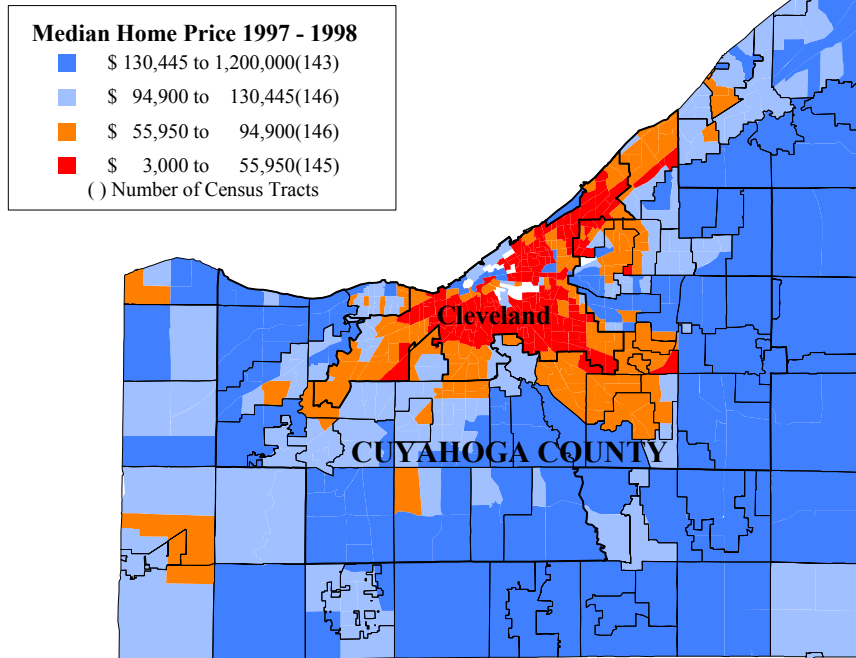 Median Home Price 1997 - 1998
$ 130,445 to 1,200,000(143)
$ 94,900 to 130,445(146)
$ 55,950 to 94,900(146)
$ 3,000 to 55,950(145)
( ) Number of Census Tracts
Cleveland
CUYAHOGA COUNTY